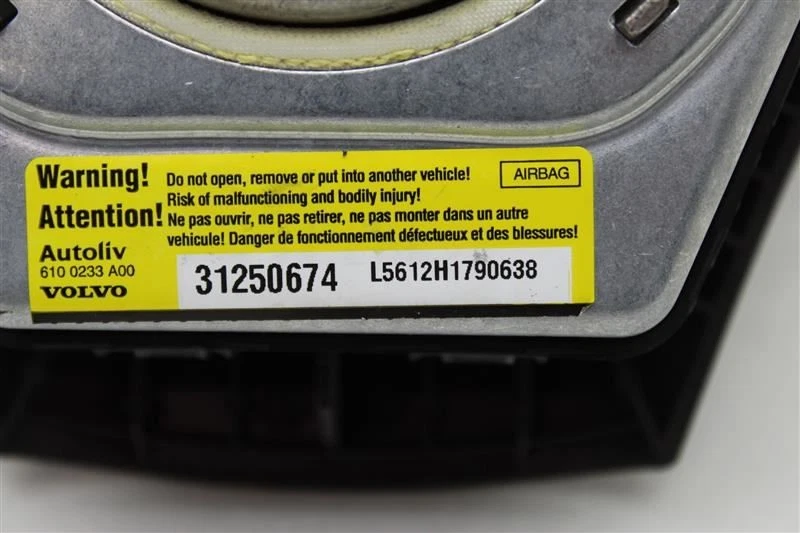 Warning! Do not open, remove or put into another vehicle! AIRBAG
Risk of malfunctioning and bodily injury!
Attention! Ne pas ouvrir, ne pas retirer, ne pas monter dans un autre
vehicule! Danger de fonctionnement défectueux et des blessures!
Autoliv
610 0233 A00
VOLVO
31250674 L5612H1790638